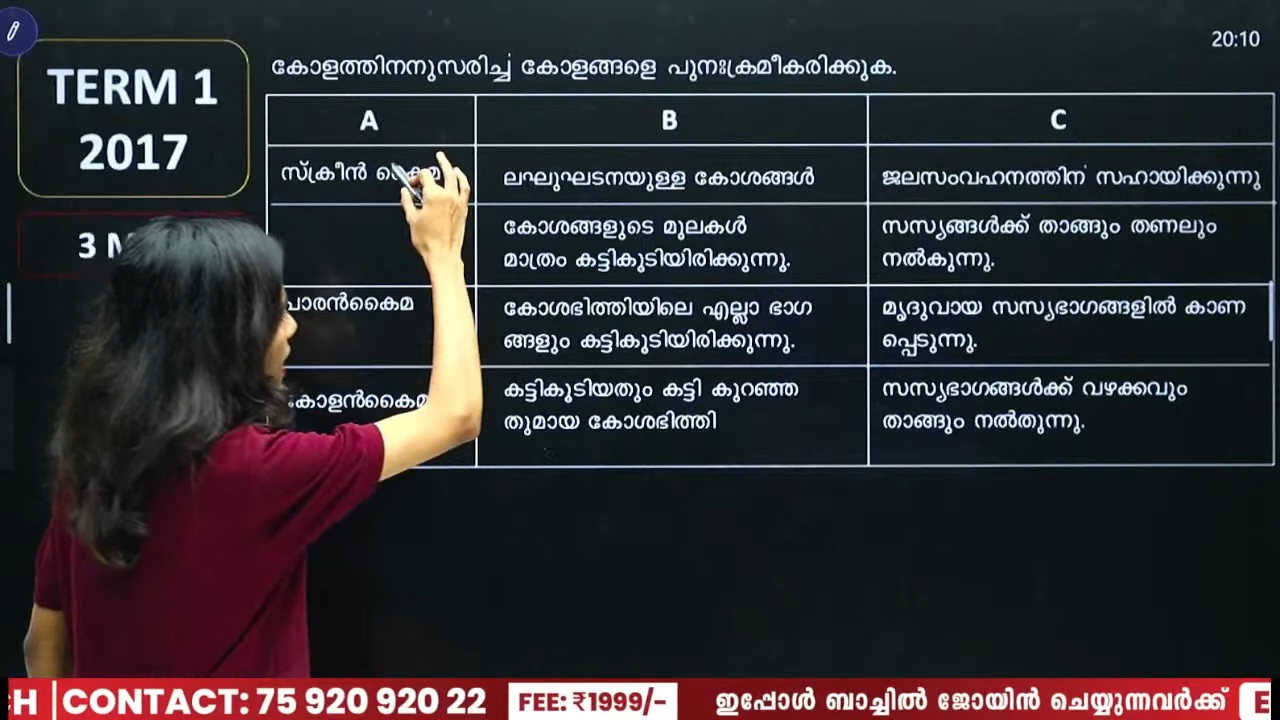 20:10
TERM 1
2017
3
കോളത്തിനനുസരിച്ച് കോളങ്ങളെ പുനഃക്രമീകരിക്കുക.
A B C
സ്ക്രീൻ ലഘുഘടനയുള്ള കോശങ്ങൾ ജലസംവഹനത്തിന് സഹായിക്കുന്നു
കോശങ്ങളുടെ മൂലകൾ സസ്യങ്ങൾക്ക് താങ്ങും തണലും
മാത്രം കട്ടികൂടിയിരിക്കുന്നു. നൽകുന്നു.
പാരൻകൈമ കോശഭിത്തിയിലെ എല്ലാ ഭാഗ മൃദുവായ സസ്യഭാഗങ്ങളിൽ കാണ
ങ്ങളും കട്ടികൂടിയിരിക്കുന്നു. പ്പെടുന്നു.
കോളൻകൈമ കട്ടികൂടിയതും കട്ടി കുറഞ്ഞ സസ്യഭാഗങ്ങൾക്ക് വഴക്കവും
തുമായ കോശഭിത്തി താങ്ങും നൽതുന്നു.
CH CONTACT: 75 920 920 22 FEE: ₹1999/- ഇപ്പോൾ ബാച്ചിൽ ജോയിൻ ചെയ്യുന്നവർക്ക് E